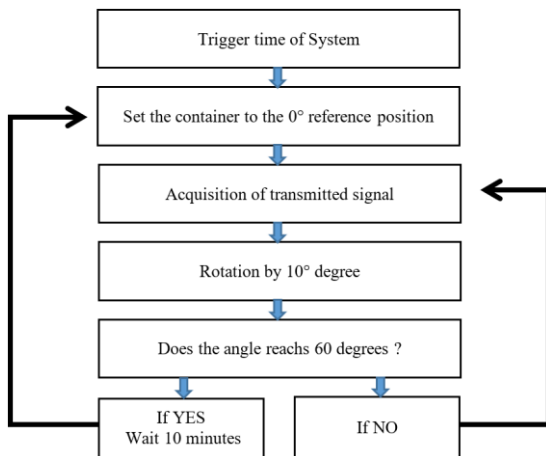 Trigger time of System
Set the container to the 0° reference position
Acquisition of transmitted signal
Rotation by 10° degree
Does the angle reachs 60 degrees ?
If YES
Wait 10 minutes
If NO